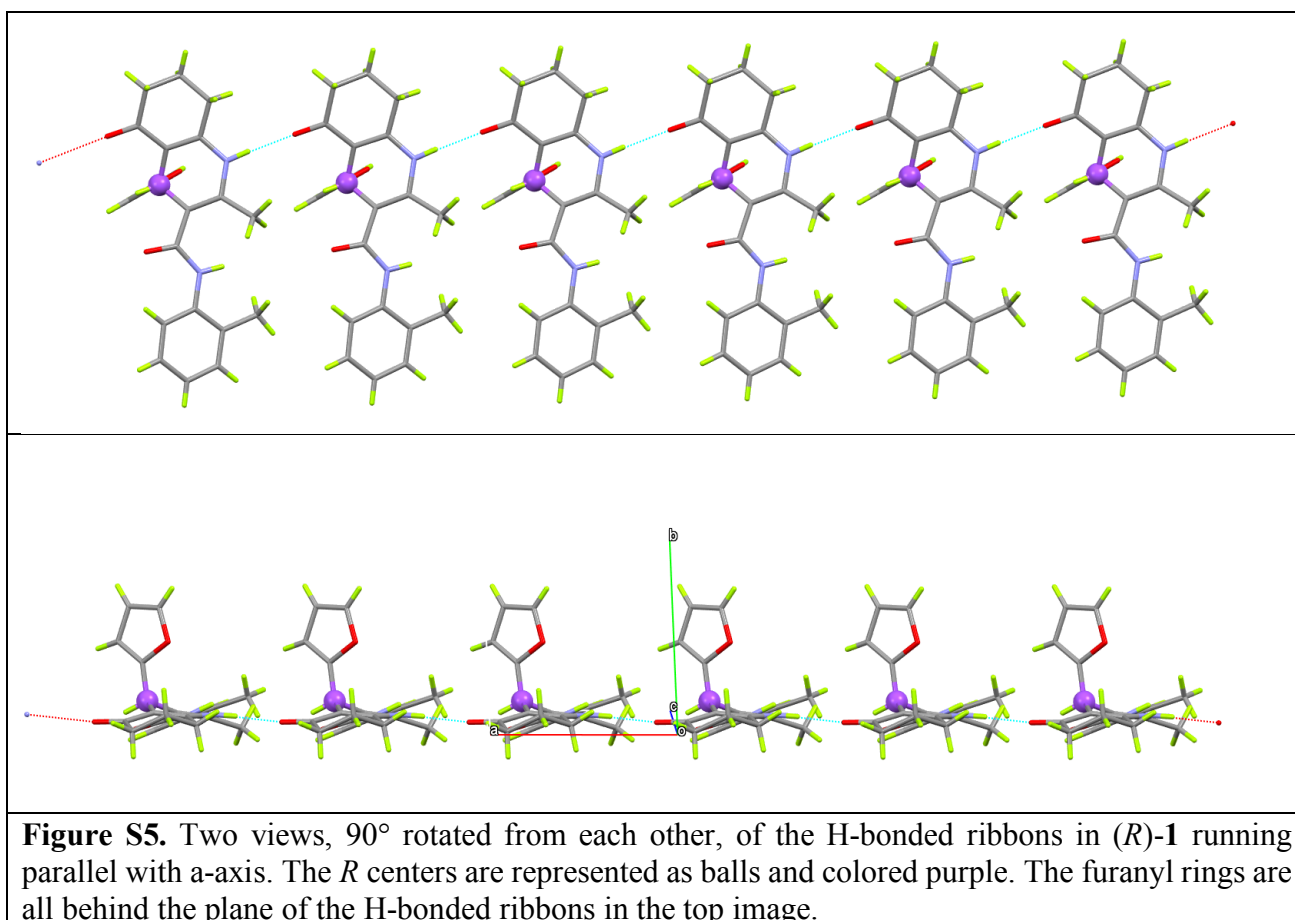 b
c
a
o
Figure S5. Two views, 90° rotated from each other, of the H-bonded ribbons in (R)-1 running
parallel with a-axis. The R centers are represented as balls and colored purple. The furanyl rings are
all behind the plane of the H-bonded ribbons in the top image.